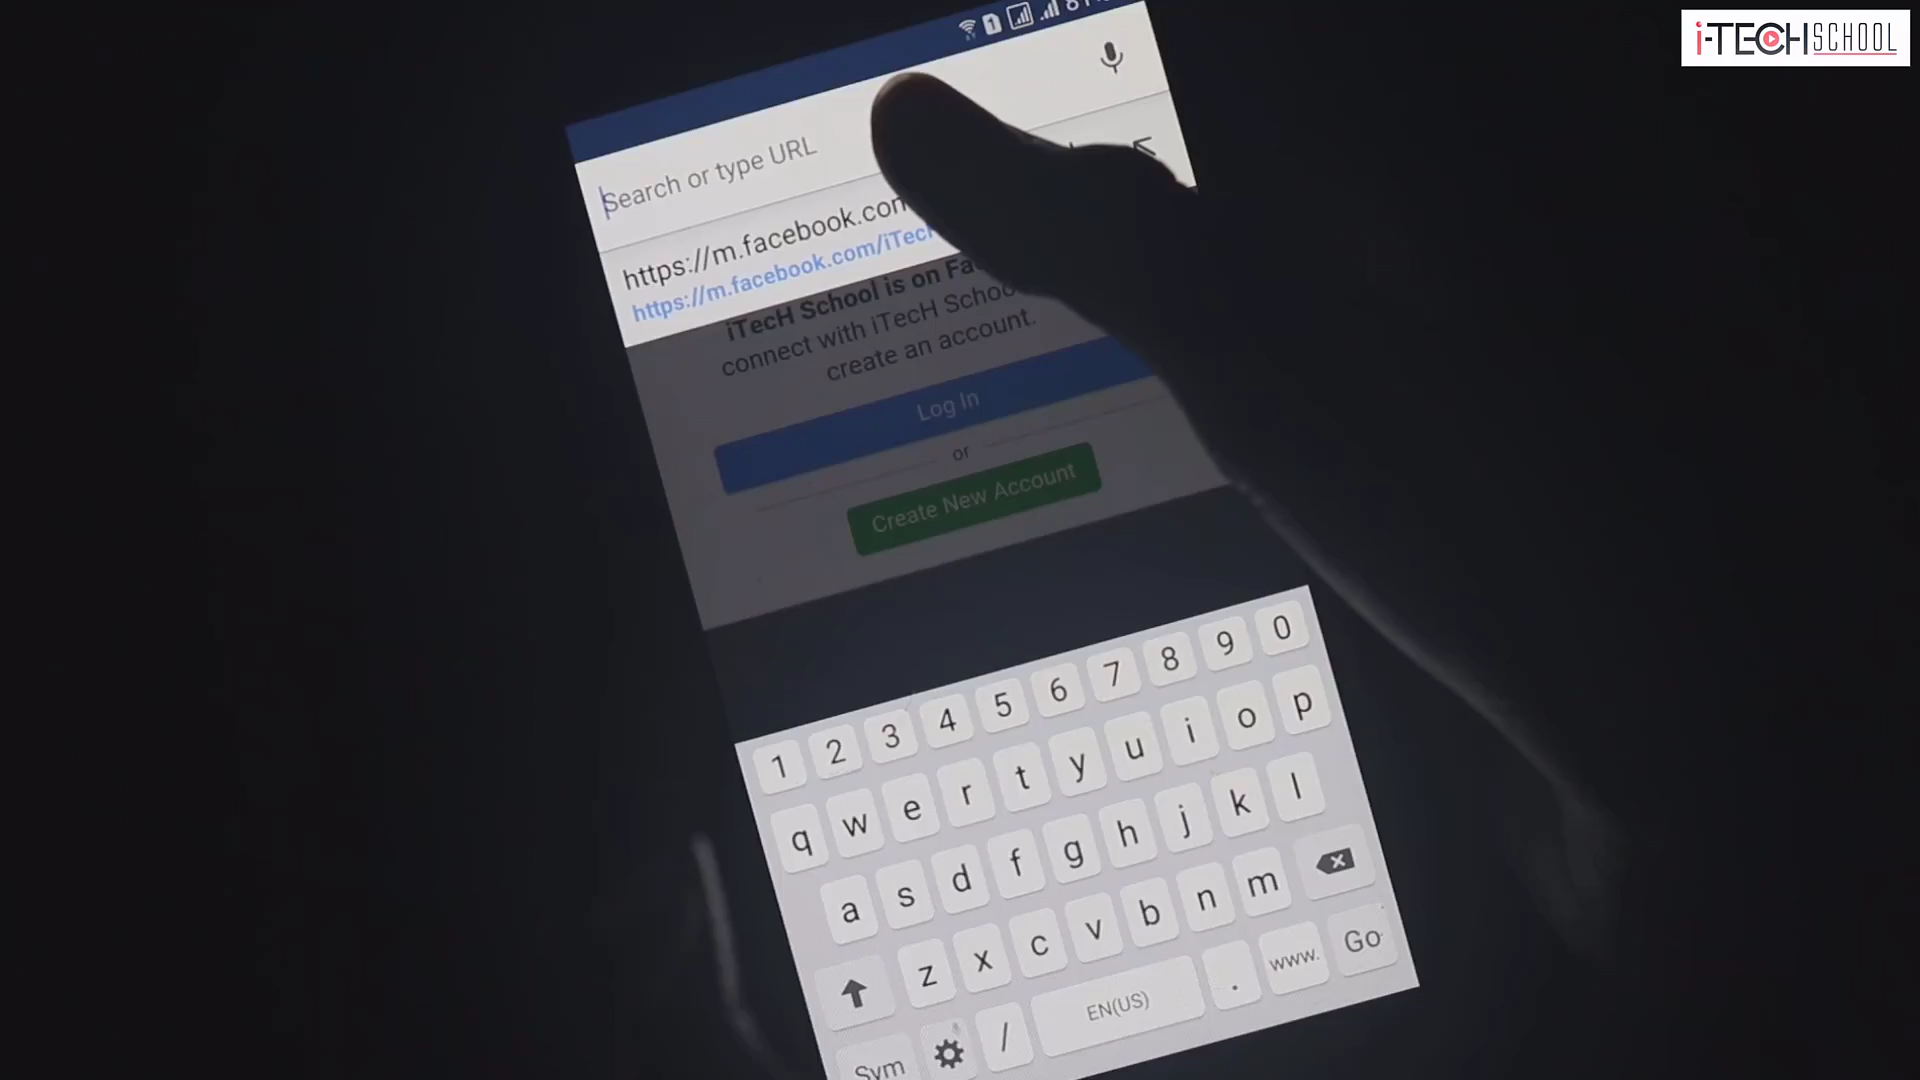 i-TECH SCHOOL
1
Search or type URL
https://m.facebook.com
https://m.facebook.com/iTecH
iTecH School is on Fa
connect with iTecH School
create an account.
Log In
or
Create New Account
1 2 3 4 5 6 7 8 9 0
q w e r t y u i o p
a s d f g h j k l
z x c v b n m
Sym / EN(US) . www. Go